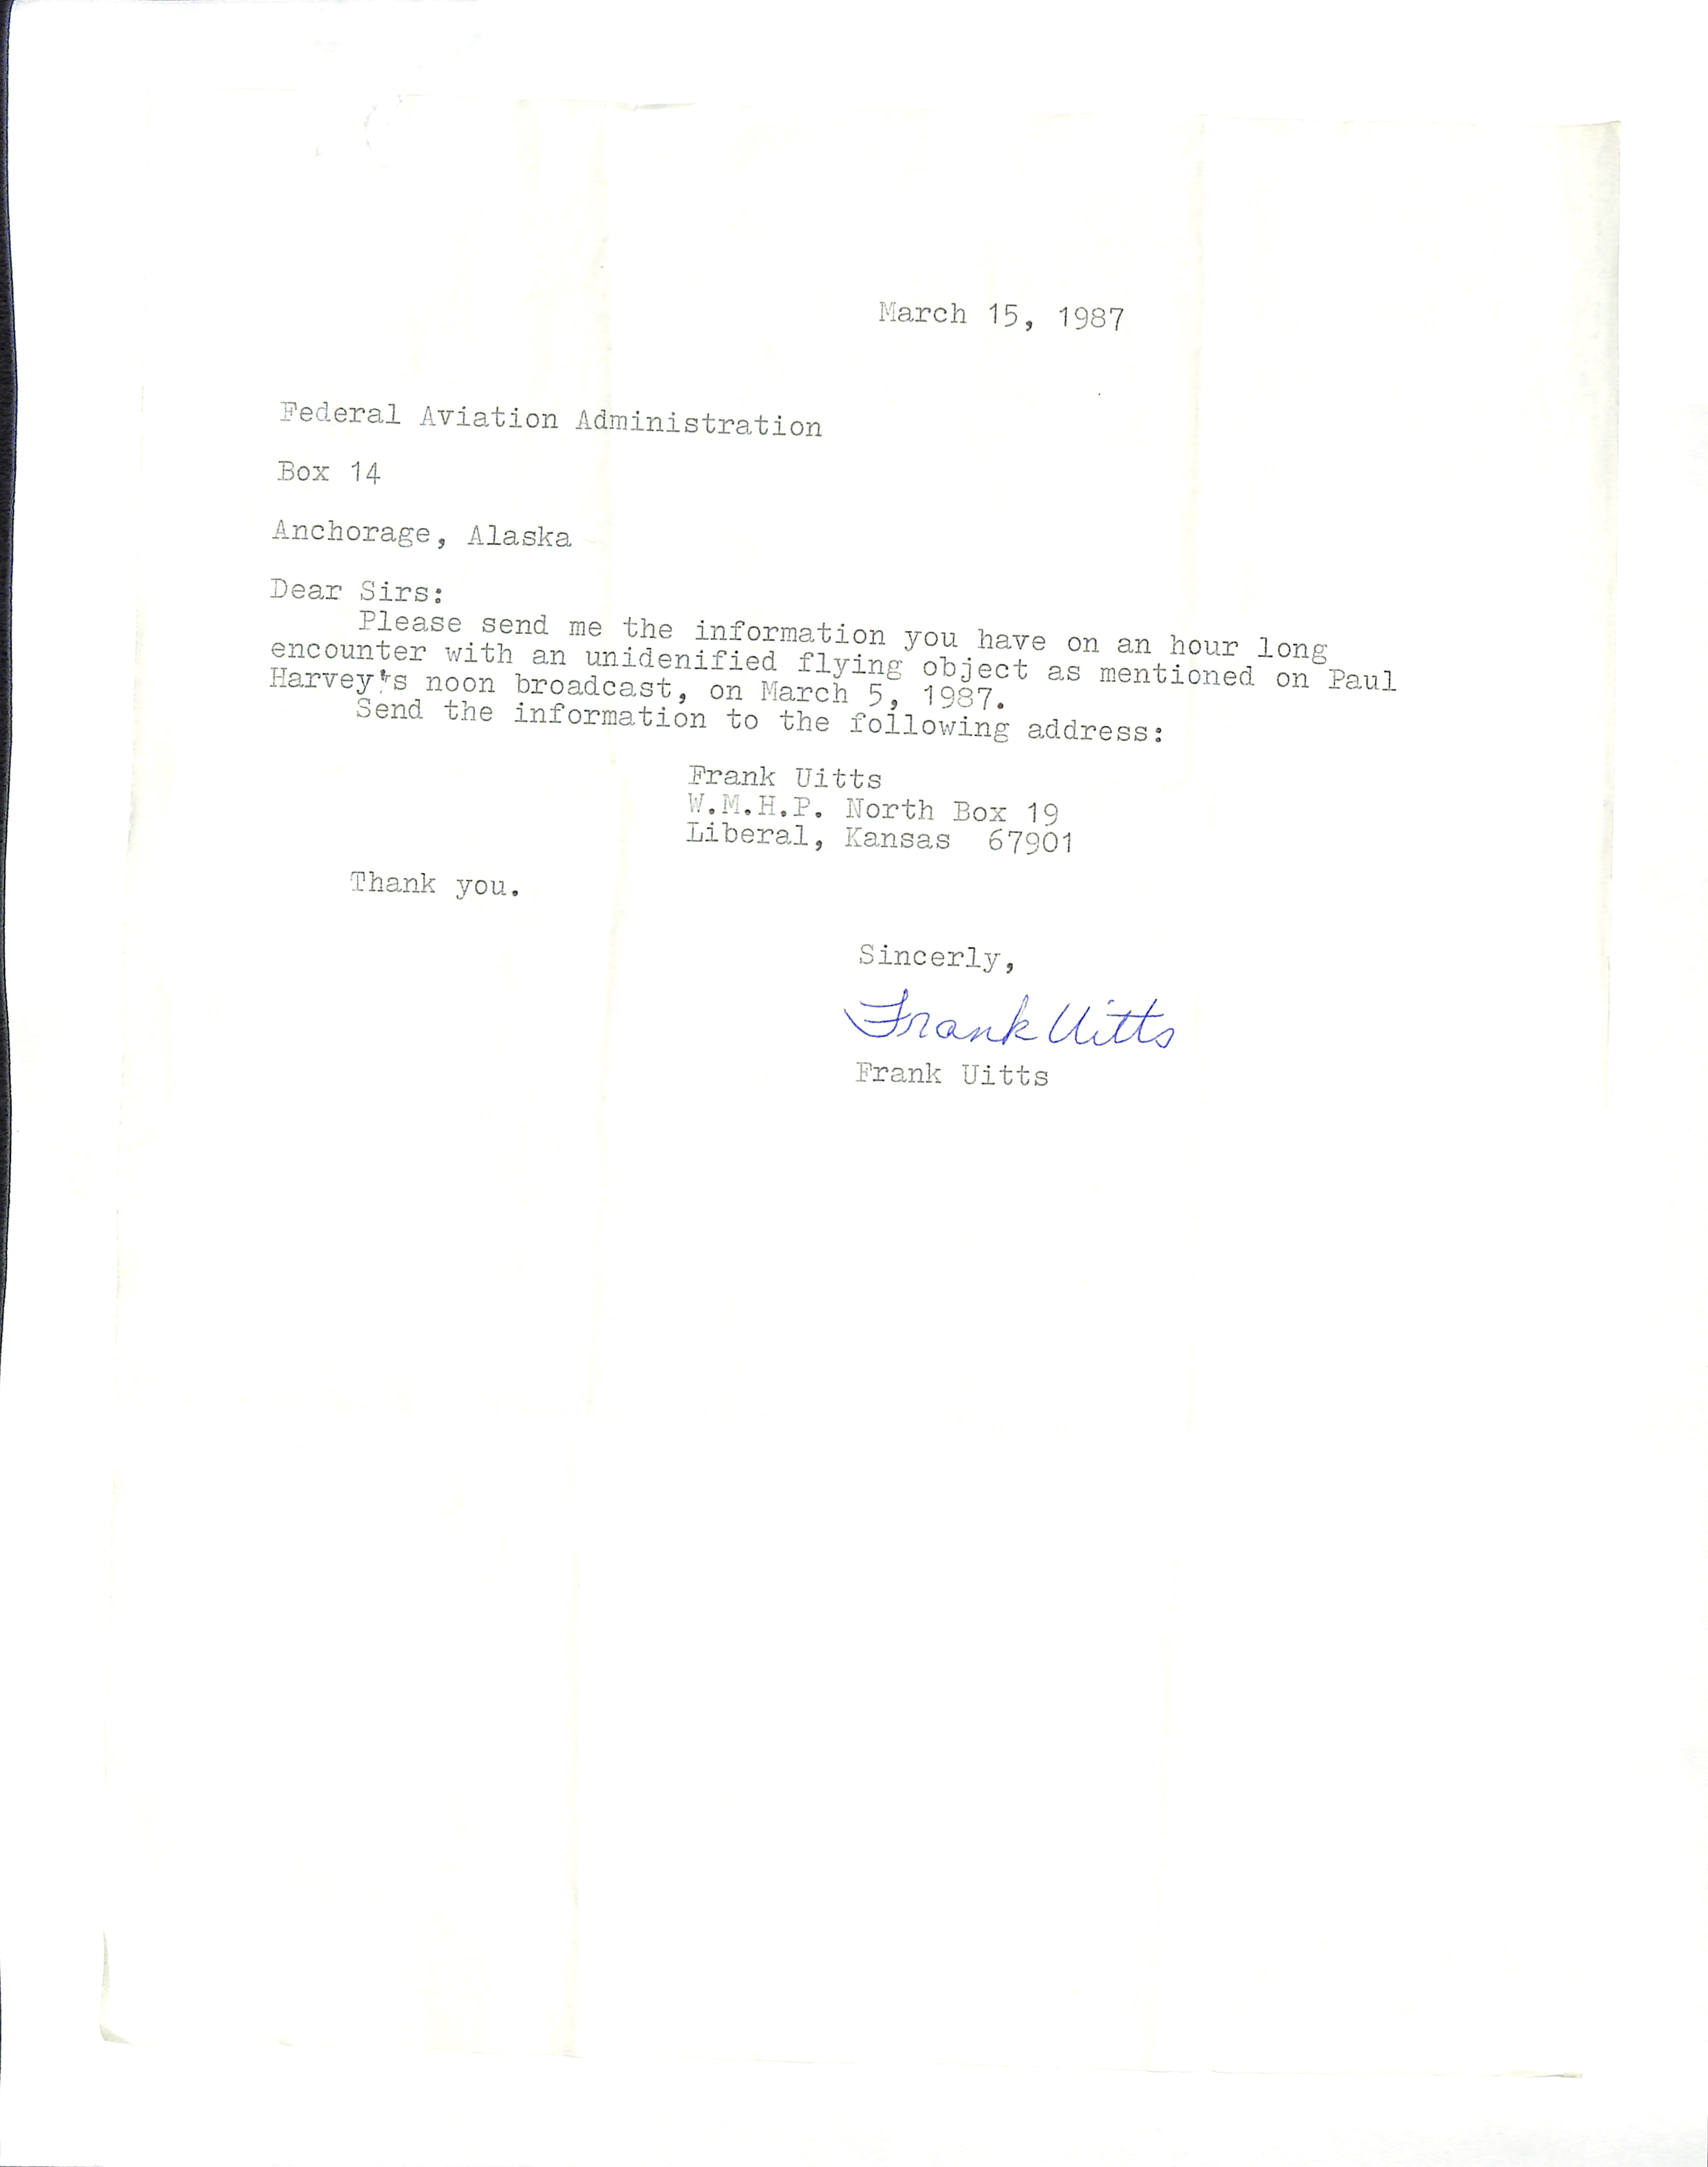 March 15, 1987
Federal Aviation Administration
Box 14
Anchorage, Alaska
Dear Sirs:
Please send me the information you have on an hour long
encounter with an unidenified flying object as mentioned on Paul
Harvey's noon broadcast, on March 5, 1987.
Send the information to the following address:
Frank Uitts
W.M.H.P. North Box 19
Liberal, Kansas 67901
Thank you.
Sincerly,
Frank Uitts
Frank Uitts